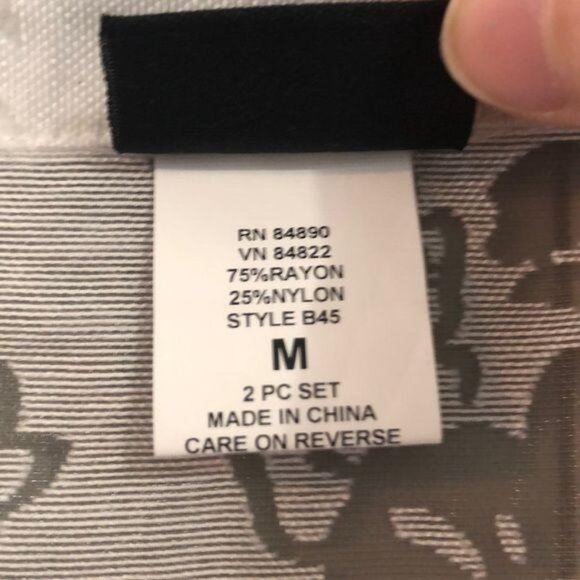 RN 84890
VN 84822
75%RAYON
25%NYLON
STYLE B45
M
2 PC SET
MADE IN CHINA
CARE ON REVERSE